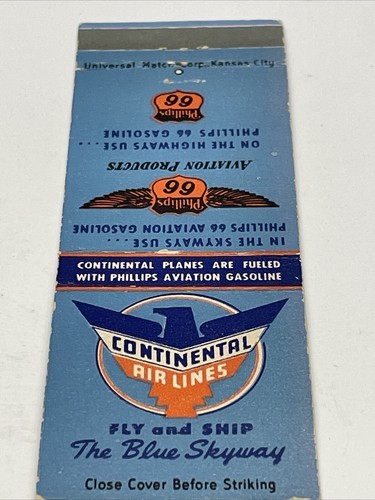 Universal Match Corp. Kansas City
Phillips
66
ON THE HIGHWAYS USE ....
PHILLIPS 66 GASOLINE
AVIATION PRODUCTS
Phillips
66
IN THE SKYWAYS USE ....
PHILLIPS 66 AVIATION GASOLINE
CONTINENTAL PLANES ARE FUELED
WITH PHILLIPS AVIATION GASOLINE
CONTINENTAL
AIR LINES
FLY and SHIP
The Blue Skyway
Close Cover Before Striking